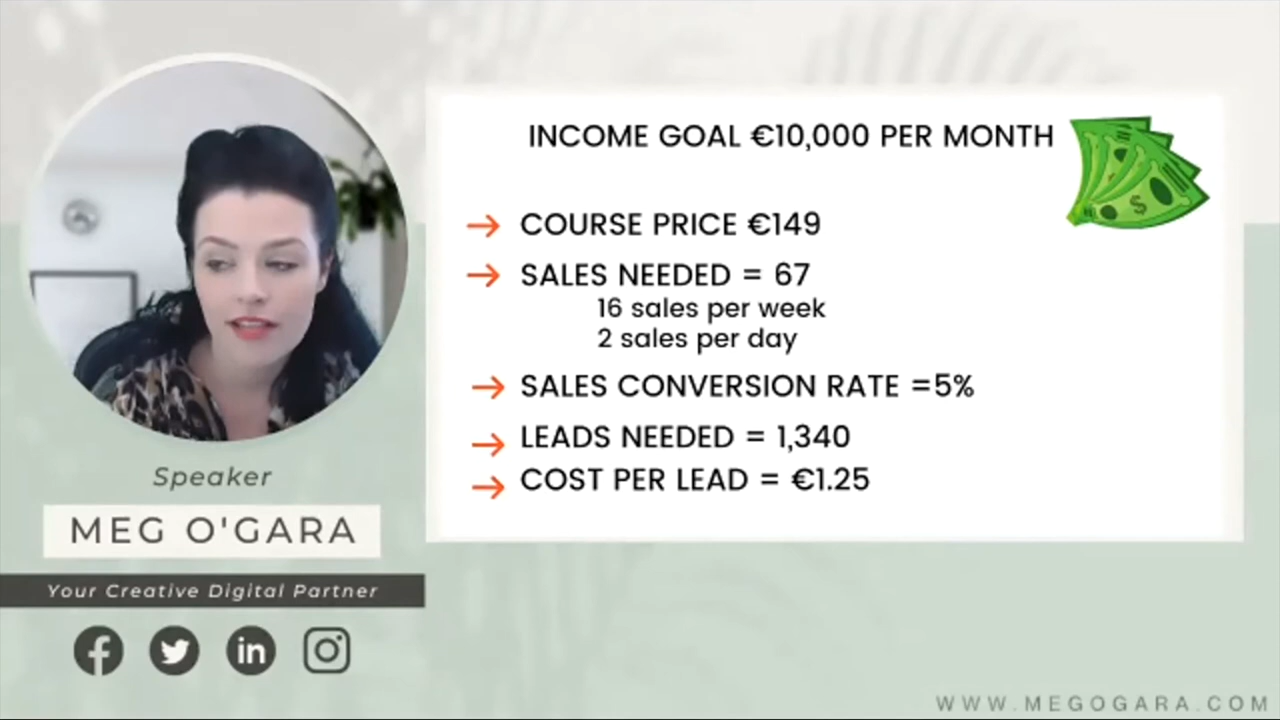 INCOME GOAL €10,000 PER MONTH
→ COURSE PRICE €149
→ SALES NEEDED = 67
16 sales per week
2 sales per day
→ SALES CONVERSION RATE =5%
→ LEADS NEEDED = 1,340
→ COST PER LEAD = €1.25
Speaker
MEG O'GARA
Your Creative Digital Partner
WWW.MEGOGARA.COM